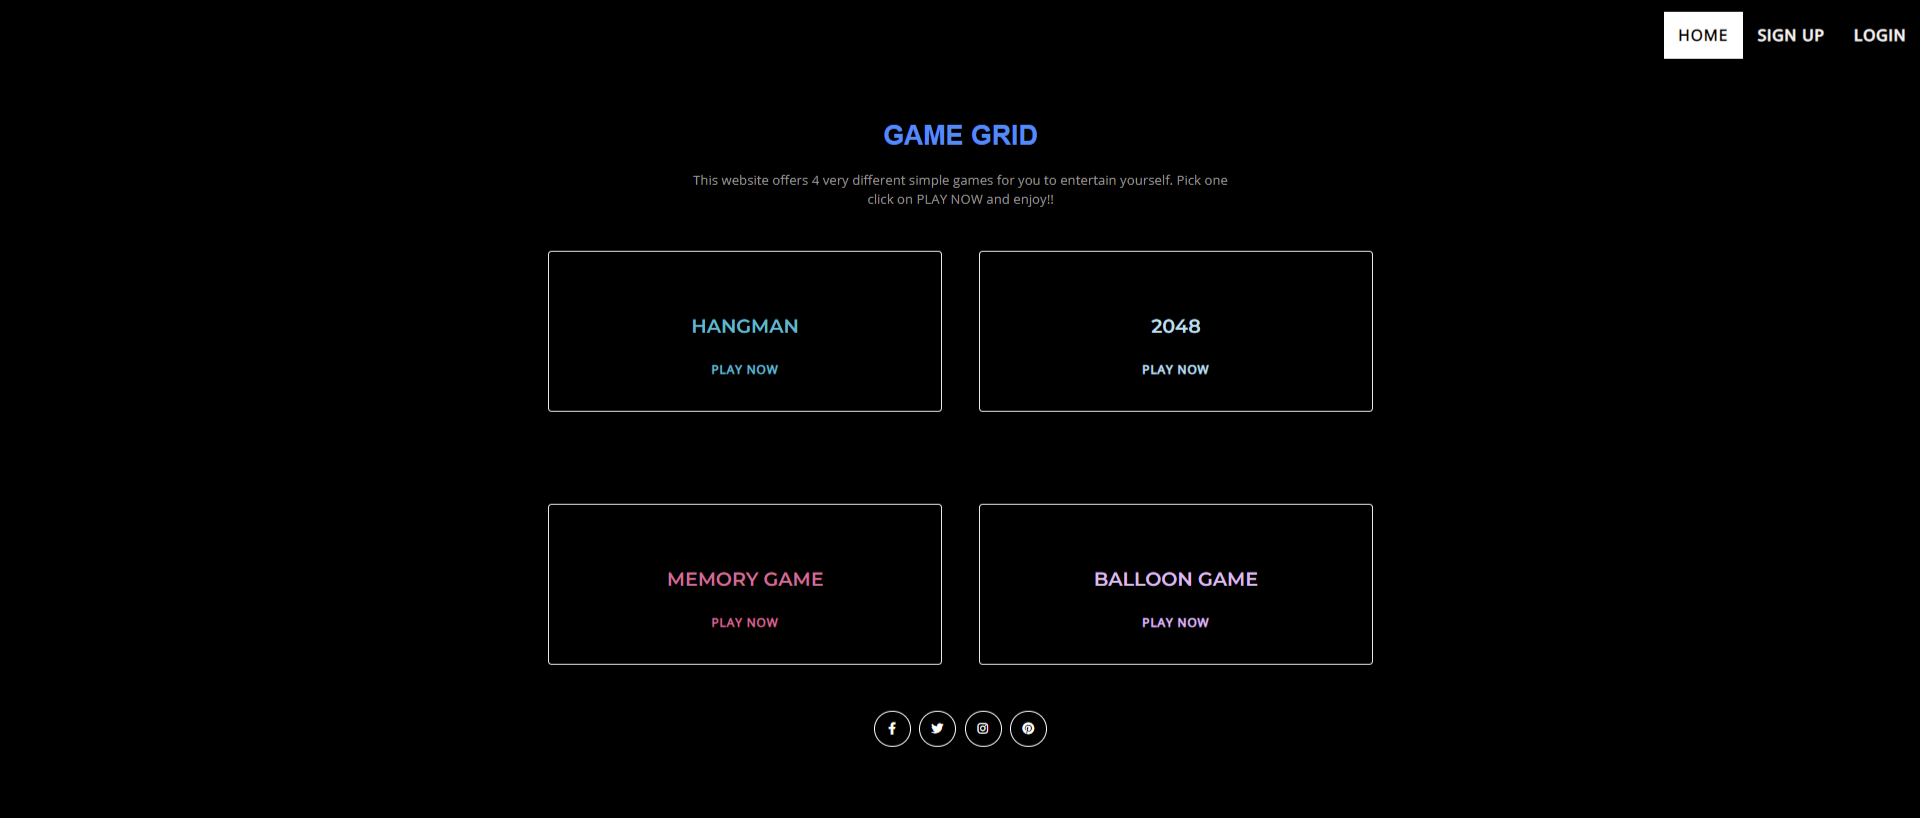 HOME SIGN UP LOGIN
GAME GRID
This website offers 4 very different simple games for you to entertain yourself. Pick one
click on PLAY NOW and enjoy!!
HANGMAN
PLAY NOW
2048
PLAY NOW
MEMORY GAME
PLAY NOW
BALLOON GAME
PLAY NOW